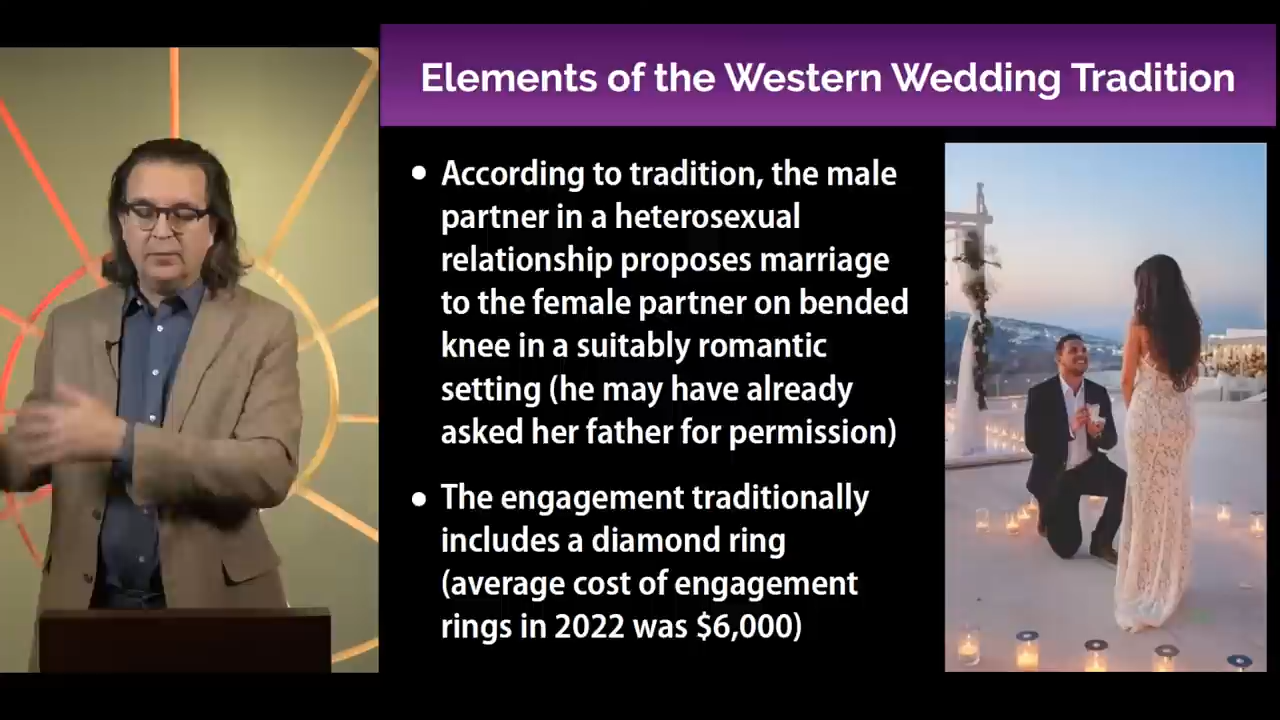 Elements of the Western Wedding Tradition
• According to tradition, the male
partner in a heterosexual
relationship proposes marriage
to the female partner on bended
knee in a suitably romantic
setting (he may have already
asked her father for permission)
• The engagement traditionally
includes a diamond ring
(average cost of engagement
rings in 2022 was $6,000)